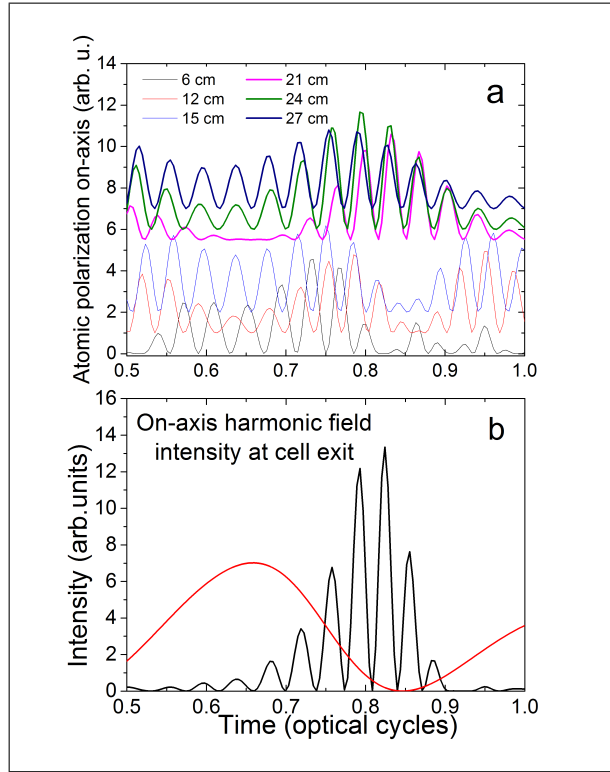 14
12
10
8
6
4
2
0
Atomic polarization on-axis (arb. u.)
6 cm
12 cm
15 cm
21 cm
24 cm
27 cm
a
0.5 0.6 0.7 0.8 0.9 1.0
16
14
12
10
8
6
4
2
0
Intensity (arb.units)
On-axis harmonic field
intensity at cell exit
b
0.5 0.6 0.7 0.8 0.9 1.0
Time (optical cycles)